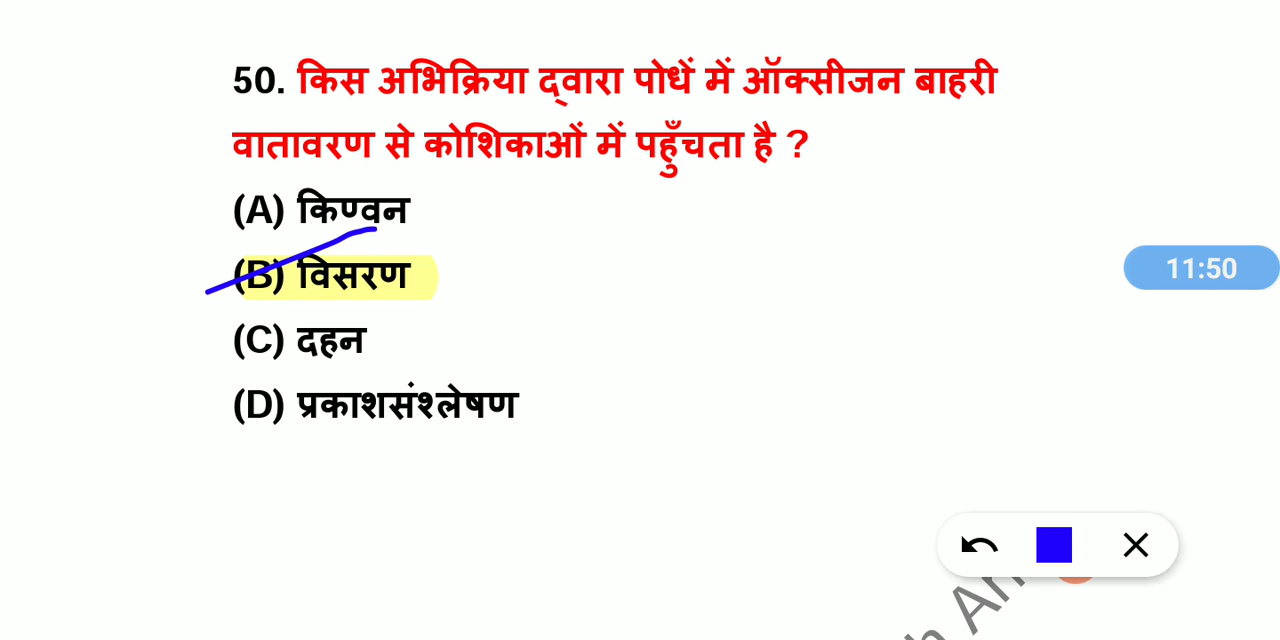 50. किस अभिक्रिया द्वारा पोधें में ऑक्सीजन बाहरी
वातावरण से कोशिकाओं में पहुँचता है ?
(A) किण्वन
(B) विसरण
(C) दहन
(D) प्रकाशसंश्लेषण
11:50